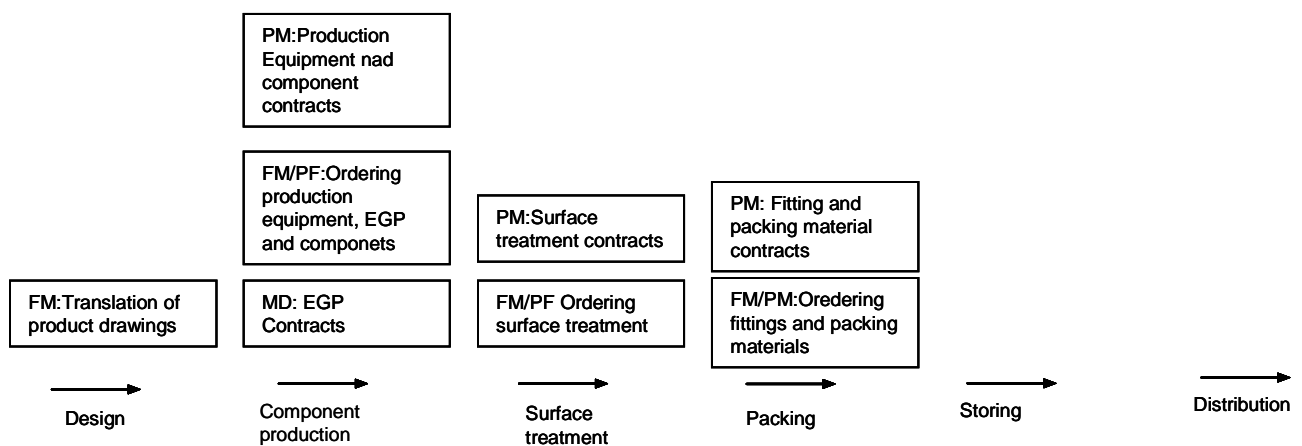 PM:Production
Equipment nad
component
contracts
FM/PF:Ordering
production
equipment, EGP
and componets
PM:Surface
treatment contracts
PM: Fitting and
packing material
contracts
FM:Translation of
product drawings
MD: EGP
Contracts
FM/PF Ordering
surface treatment
FM/PM:Oredering
fittings and packing
materials
Design
Component
production
Surface
treatment
Packing
Storing
Distribution